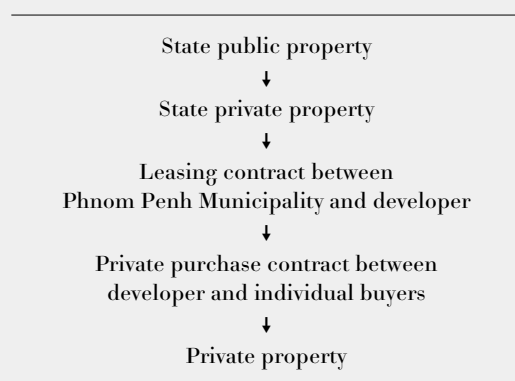 State public property
State private property
Leasing contract between
Phnom Penh Municipality and developer
Private purchase contract between
developer and individual buyers
Private property